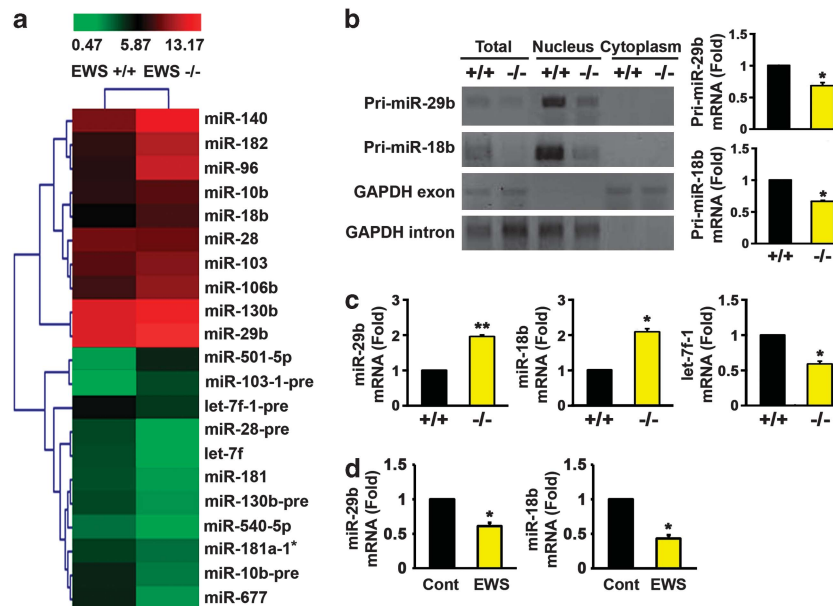 a
0.47 5.87 13.17
EWS +/+ EWS -/-
miR-140
miR-182
miR-96
miR-10b
miR-18b
miR-28
miR-103
miR-106b
miR-130b
miR-29b
miR-501-5p
miR-103-1-pre
let-7f-1-pre
miR-28-pre
let-7f
miR-181
miR-130b-pre
miR-540-5p
miR-181a-1*
miR-10b-pre
miR-677
b
Total Nucleus Cytoplasm
+/+ -/- +/+ -/- +/+ -/-
Pri-miR-29b
Pri-miR-18b
GAPDH exon
GAPDH intron
Pri-miR-29b
mRNA (Fold)
1.5
1
0.5
0
*
Pri-miR-18b
mRNA (Fold)
1.5
1
0.5
0
*
+/+ -/-
c
miR-29b
mRNA (Fold)
3
2
1
0
**
+/+ -/-
miR-18b
mRNA (Fold)
3
2
1
0
*
+/+ -/-
let-7f-1
mRNA (Fold)
1.5
1
0.5
0
*
+/+ -/-
d
miR-29b
mRNA (Fold)
1.5
1
0.5
0
*
Cont EWS
miR-18b
mRNA (Fold)
1.5
1
0.5
0
*
Cont EWS